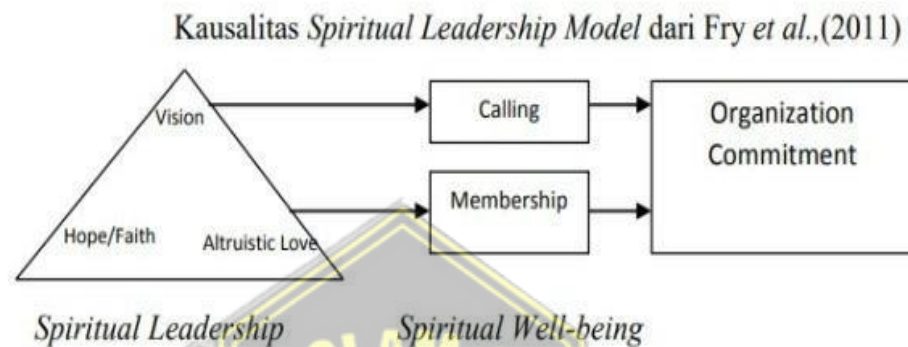 Kausalitas Spiritual Leadership Model dari Fry et al.,(2011)
Vision
Hope/Faith
Altruistic Love
Calling
Membership
Organization
Commitment
Spiritual Leadership
Spiritual Well-being